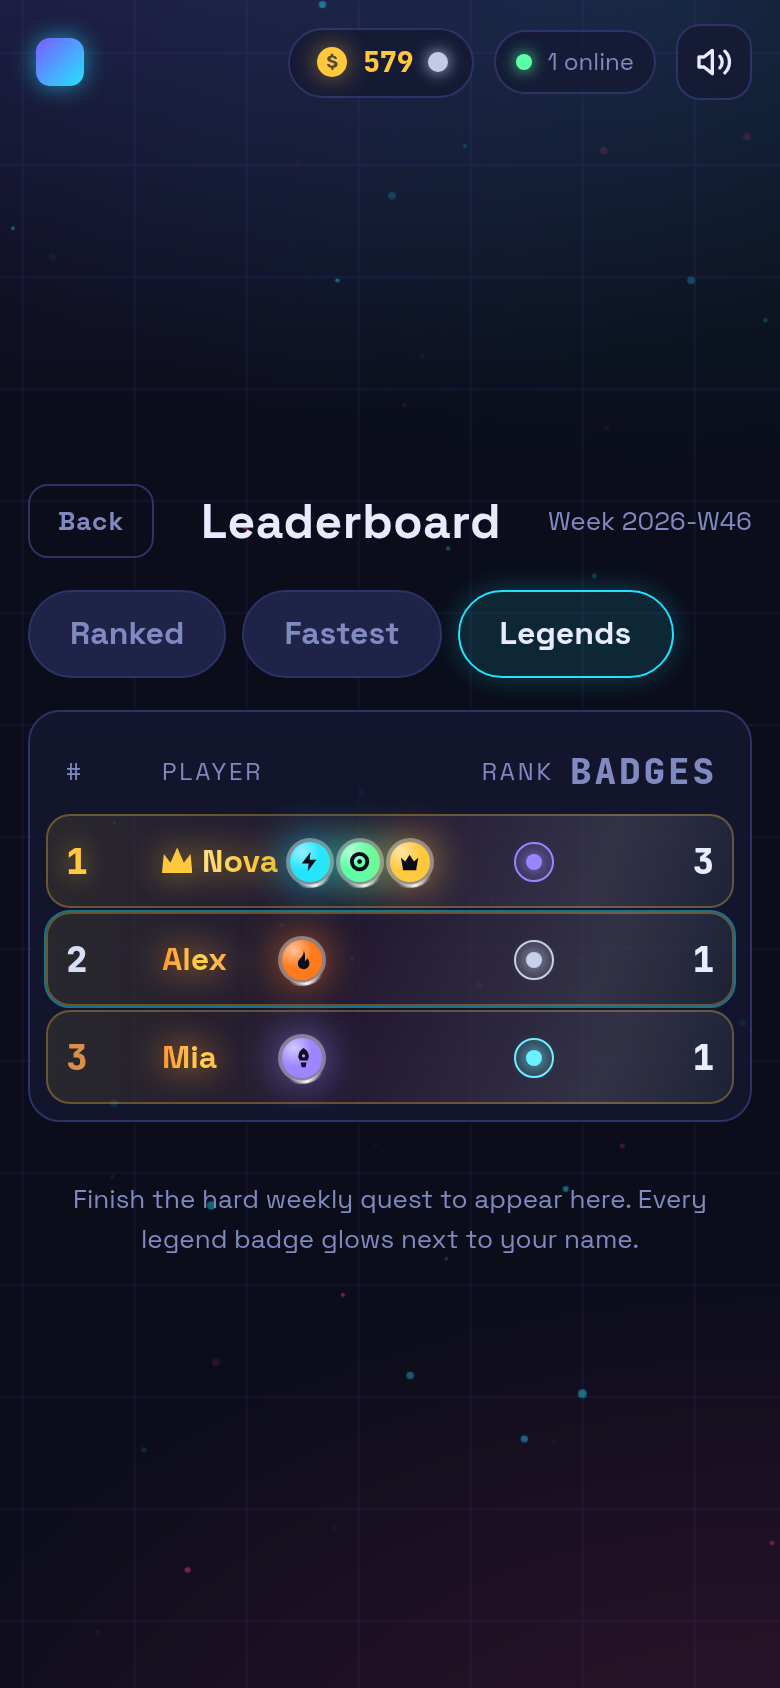 $ 579
1 online
Back
Leaderboard
Week 2026-W46
Ranked
Fastest
Legends
# PLAYER RANK BADGES
1 Nova 3
2 Alex 1
3 Mia 1
Finish the hard weekly quest to appear here. Every
legend badge glows next to your name.